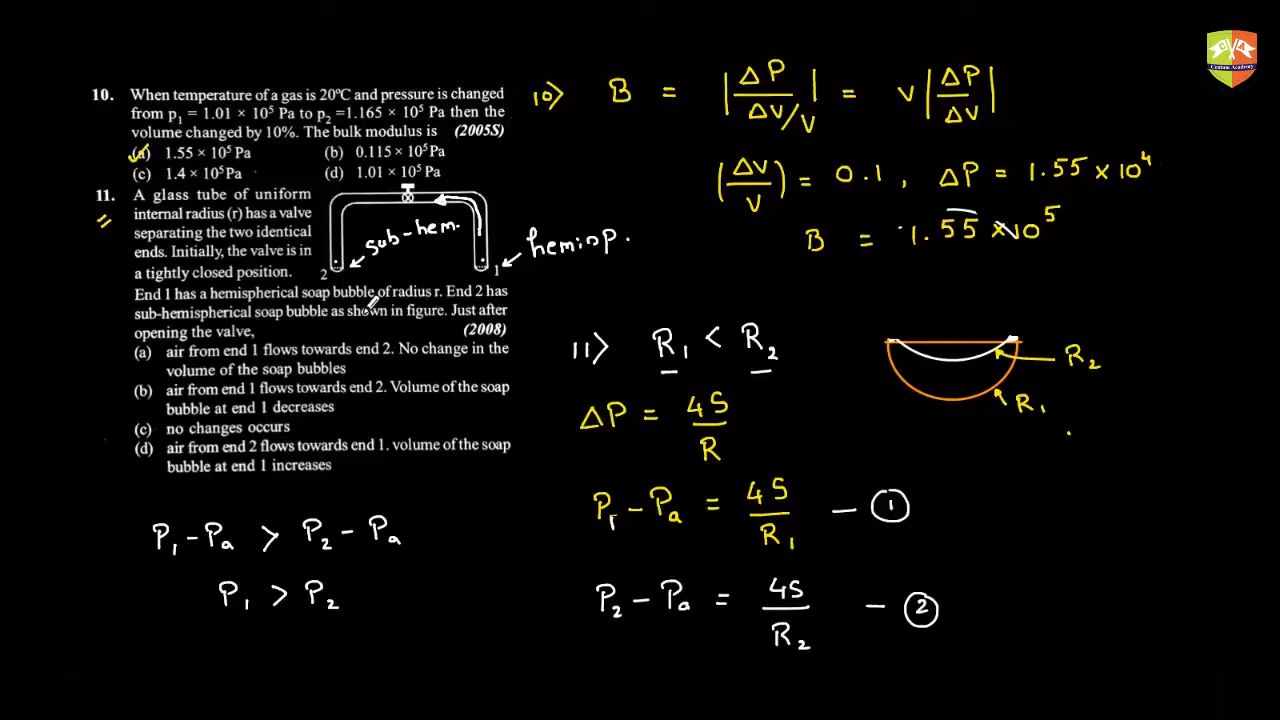 10. When temperature of a gas is 20°C and pressure is changed
from p₁ = 1.01 × 10⁵ Pa to p₂ =1.165 × 10⁵ Pa then the
volume changed by 10%. The bulk modulus is (2005S)
(a) 1.55 × 10⁵ Pa (b) 0.115 × 10⁵ Pa
(c) 1.4 × 10⁵ Pa (d) 1.01 × 10⁵ Pa
11. A glass tube of uniform
internal radius (r) has a valve
separating the two identical
ends. Initially, the valve is in
a tightly closed position.
End 1 has a hemispherical soap bubble of radius r. End 2 has
sub-hemispherical soap bubble as shown in figure. Just after
opening the valve, (2008)
(a) air from end 1 flows towards end 2. No change in the
volume of the soap bubbles
(b) air from end 1 flows towards end 2. Volume of the soap
bubble at end 1 decreases
(c) no changes occurs
(d) air from end 2 flows towards end 1. volume of the soap
bubble at end 1 increases
2
1
sub-hem.
hemisp.
P₁ - Pa > P₂ - Pa
P₁ > P₂
10> B = |ΔP / ΔV/V| = V |ΔP / ΔV|
(ΔV / V) = 0.1, ΔP = 1.55 × 10⁴
B = 1.55 × 10⁵
11> R₁ < R₂
ΔP = 4S / R
P₁ - Pa = 4S / R₁ — ①
P₂ - Pa = 4S / R₂ — ②
R₂
R₁
Centum Academy